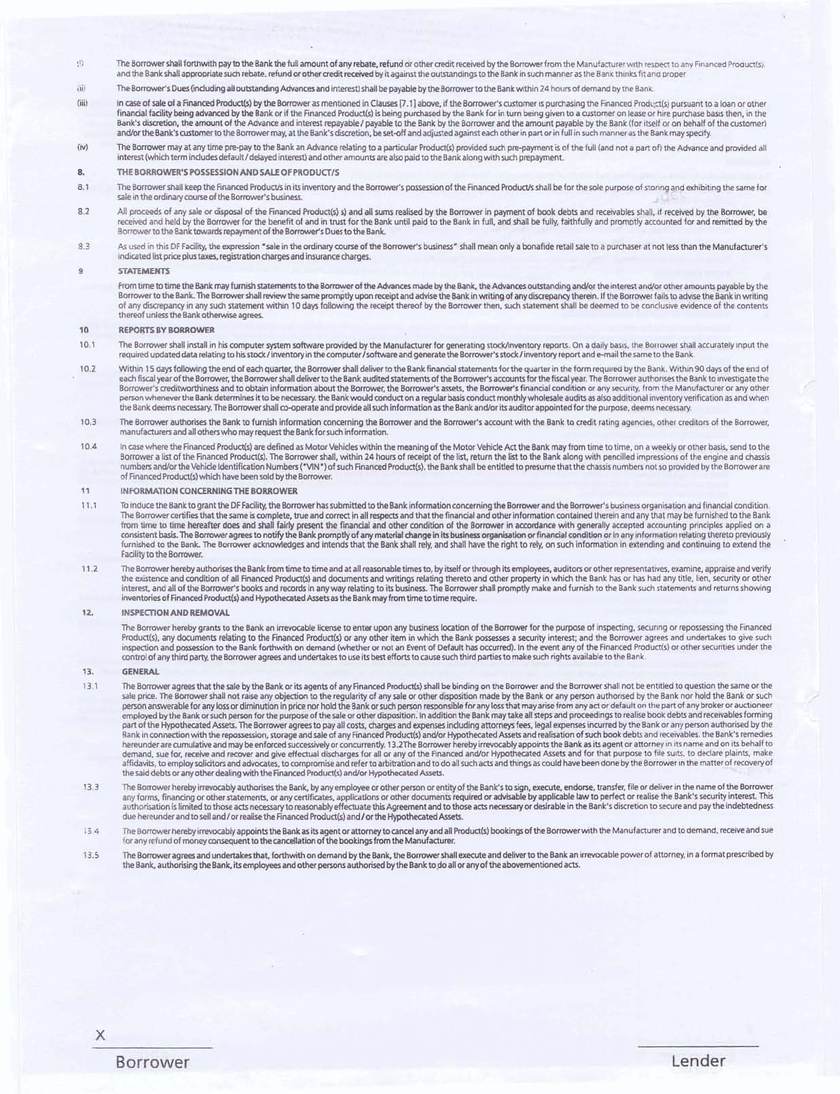 i) The Borrower shall forthwith pay to the Bank the full amount of any rebate, refund or other credit received by the Borrower from the Manufacturer with respect to any Financed Product(s)
and the Bank shall appropriate such rebate, refund or other credit received by it against the outstandings to the Bank in such manner as the Bank thinks fit and proper
(ii) The Borrower's Dues (including all outstanding Advances and interest) shall be payable by the Borrower to the Bank within 24 hours of demand by the Bank.
(iii) In case of sale of a Financed Product(s) by the Borrower as mentioned in Clauses [7.1] above, if the Borrower's customer is purchasing the Financed Product(s) pursuant to a loan or other
financial facility being advanced by the Bank or if the Financed Product(s) is being purchased by the Bank for in turn being given to a customer on lease or hire purchase basis then, in the
Bank's discretion, the amount of the Advance and interest repayable / payable to the Bank by the Borrower and the amount payable by the Bank (for itself or on behalf of the customer)
and/or the Bank's customer to the Borrower may, at the Bank's discretion, be set-off and adjusted against each other in part or in full in such manner as the Bank may specify.
(iv) The Borrower may at any time pre-pay to the Bank an Advance relating to a particular Product(s) provided such pre-payment is of the full (and not a part of) the Advance and provided all
interest (which term includes default / delayed interest) and other amounts are also paid to the Bank along with such prepayment.
8. THE BORROWER'S POSSESSION AND SALE OF PRODUCT/S
8.1 The Borrower shall keep the Financed Product/s in its inventory and the Borrower's possession of the Financed Product/s shall be for the sole purpose of storing and exhibiting the same for
sale in the ordinary course of the Borrower's business.
8.2 All proceeds of any sale or disposal of the Financed Product(s) s) and all sums realised by the Borrower in payment of book debts and receivables shall, if received by the Borrower, be
received and held by the Borrower for the benefit of and in trust for the Bank until paid to the Bank in full, and shall be fully, faithfully and promptly accounted for and remitted by the
Borrower to the Bank towards repayment of the Borrower's Dues to the Bank.
8.3 As used in this DF Facility, the expression "sale in the ordinary course of the Borrower's business" shall mean only a bonafide retail sale to a purchaser at not less than the Manufacturer's
indicated list price plus taxes, registration charges and insurance charges.
9 STATEMENTS
From time to time the Bank may furnish statements to the Borrower of the Advances made by the Bank, the Advances outstanding and/or the interest and/or other amounts payable by the
Borrower to the Bank. The Borrower shall review the same promptly upon receipt and advise the Bank in writing of any discrepancy therein. If the Borrower fails to advise the Bank in writing
of any discrepancy in any such statement within 10 days following the receipt thereof by the Borrower then, such statement shall be deemed to be conclusive evidence of the contents
thereof unless the Bank otherwise agrees.
10 REPORTS BY BORROWER
10.1 The Borrower shall install in his computer system software provided by the Manufacturer for generating stock/inventory reports. On a daily basis, the Borrower shall accurately input the
required updated data relating to his stock / inventory in the computer / software and generate the Borrower's stock / inventory report and e-mail the same to the Bank
10.2 Within 15 days following the end of each quarter, the Borrower shall deliver to the Bank financial statements for the quarter in the form required by the Bank. Within 90 days of the end of
each fiscal year of the Borrower, the Borrower shall deliver to the Bank audited statements of the Borrower's accounts for the fiscal year. The Borrower authorises the Bank to investigate the
Borrower's creditworthiness and to obtain information about the Borrower, the Borrower's assets, the Borrower's financial condition or any security, from the Manufacturer or any other
person whenever the Bank determines it to be necessary. the Bank would conduct on a regular basis conduct monthly wholesale audits as also additional inventory verification as and when
the Bank deems necessary. The Borrower shall co-operate and provide all such information as the Bank and/or its auditor appointed for the purpose, deems necessary.
10.3 The Borrower authorises the Bank to furnish information concerning the Borrower and the Borrower's account with the Bank to credit rating agencies, other creditors of the Borrower,
manufacturers and all others who may request the Bank for such information.
10.4 In case where the Financed Product(s) are defined as Motor Vehicles within the meaning of the Motor Vehicle Act the Bank may from time to time, on a weekly or other basis, send to the
Borrower a list of the Financed Product(s). The Borrower shall, within 24 hours of receipt of the list, return the list to the Bank along with pencilled impressions of the engine and chassis
numbers and/or the Vehicle Identification Numbers ("VIN") of such Financed Product(s). the Bank shall be entitled to presume that the chassis numbers not so provided by the Borrower are
of Financed Product(s) which have been sold by the Borrower.
11 INFORMATION CONCERNING THE BORROWER
11.1 To induce the Bank to grant the DF Facility, the Borrower has submitted to the Bank information concerning the Borrower and the Borrower's business organisation and financial condition.
The Borrower certifies that the same is complete, true and correct in all respects and that the financial and other information contained therein and any that may be furnished to the Bank
from time to time hereafter does and shall fairly present the financial and other condition of the Borrower in accordance with generally accepted accounting principles applied on a
consistent basis. The Borrower agrees to notify the Bank promptly of any material change in its business organisation or financial condition or in any information relating thereto previously
furnished to the Bank. The Borrower acknowledges and intends that the Bank shall rely, and shall have the right to rely, on such information in extending and continuing to extend the
Facility to the Borrower.
11.2 The Borrower hereby authorises the Bank from time to time and at all reasonable times to, by itself or through its employees, auditors or other representatives, examine, appraise and verify
the existence and condition of all Financed Product(s) and documents and writings relating thereto and other property in which the Bank has or has had any title, lien, security or other
interest, and all of the Borrower's books and records in any way relating to its business. The Borrower shall promptly make and furnish to the Bank such statements and returns showing
inventories of Financed Product(s) and Hypothecated Assets as the Bank may from time to time require.
12. INSPECTION AND REMOVAL
The Borrower hereby grants to the Bank an irrevocable license to enter upon any business location of the Borrower for the purpose of inspecting, securing or repossessing the Financed
Product(s), any documents relating to the Financed Product(s) or any other item in which the Bank possesses a security interest; and the Borrower agrees and undertakes to give such
inspection and possession to the Bank forthwith on demand (whether or not an Event of Default has occurred). In the event any of the Financed Product(s) or other securities under the
control of any third party, the Borrower agrees and undertakes to use its best efforts to cause such third parties to make such rights available to the Bank.
13. GENERAL
13.1 The Borrower agrees that the sale by the Bank or its agents of any Financed Product(s) shall be binding on the Borrower and the Borrower shall not be entitled to question the same or the
sale price. The Borrower shall not raise any objection to the regularity of any sale or other disposition made by the Bank or any person authorised by the Bank nor hold the Bank or such
person answerable for any loss or diminution in price nor hold the Bank or such person responsible for any loss that may arise from any act or default on the part of any broker or auctioneer
employed by the Bank or such person for the purpose of the sale or other disposition. In addition the Bank may take all steps and proceedings to realise book debts and receivables forming
part of the Hypothecated Assets. The Borrower agrees to pay all costs, charges and expenses including attorneys fees, legal expenses incurred by the Bank or any person authorised by the
Bank in connection with the repossession, storage and sale of any Financed Product(s) and/or Hypothecated Assets and realisation of such book debts and receivables. the Bank's remedies
hereunder are cumulative and may be enforced successively or concurrently. 13.2The Borrower hereby irrevocably appoints the Bank as its agent or attorney in its name and on its behalf to
demand, sue for, receive and recover and give effectual discharges for all or any of the Financed and/or Hypothecated Assets and for that purpose to file suits, to declare plaints, make
affidavits, to employ solicitors and advocates, to compromise and refer to arbitration and to do all such acts and things as could have been done by the Borrower in the matter of recovery of
the said debts or any other dealing with the Financed Product(s) and/or Hypothecated Assets.
13.3 The Borrower hereby irrevocably authorises the Bank, by any employee or other person or entity of the Bank's to sign, execute, endorse, transfer, file or deliver in the name of the Borrower
any forms, financing or other statements, or any certificates, applications or other documents required or advisable by applicable law to perfect or realise the Bank's security interest. This
authorisation is limited to those acts necessary to reasonably effectuate this Agreement and to those acts necessary or desirable in the Bank's discretion to secure and pay the indebtedness
due hereunder and to sell and / or realise the Financed Product(s) and / or the Hypothecated Assets.
13.4 The Borrower hereby irrevocably appoints the Bank as its agent or attorney to cancel any and all Product(s) bookings of the Borrower with the Manufacturer and to demand, receive and sue
for any refund of money consequent to the cancellation of the bookings from the Manufacturer.
13.5 The Borrower agrees and undertakes that, forthwith on demand by the Bank, the Borrower shall execute and deliver to the Bank an irrevocable power of attorney, in a format prescribed by
the Bank, authorising the Bank, its employees and other persons authorised by the Bank to do all or any of the abovementioned acts.
X
Borrower Lender